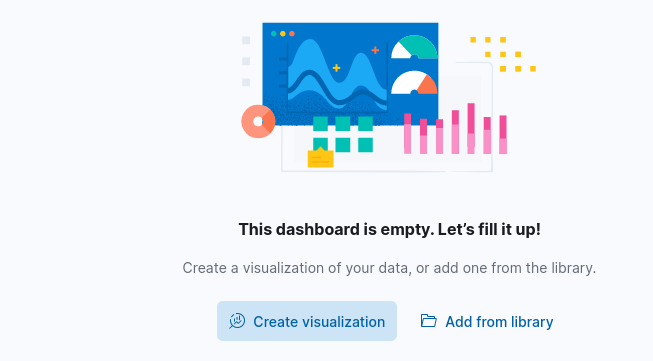 This dashboard is empty. Let’s fill it up!
Create a visualization of your data, or add one from the library.
Create visualization
Add from library